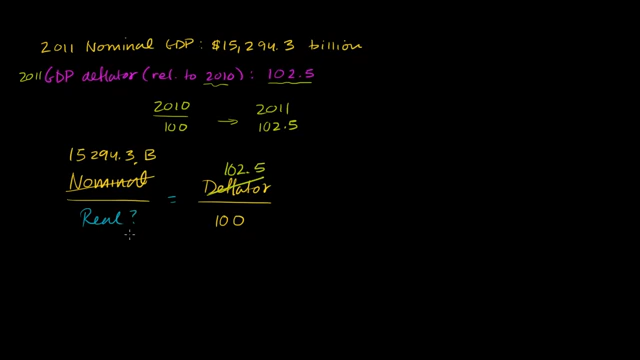 2011 Nominal GDP: $15,294.3 billion
2011 GDP deflator (rel. to 2010): 102.5
2010 → 2011
100 102.5
15294.3 B
Nominal
Real?
=
102.5
Deflator
100